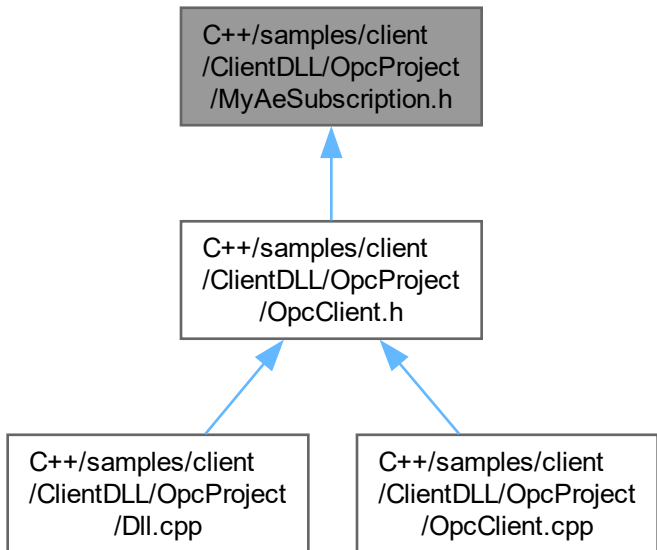 C++/samples/client
/ClientDLL/OpcProject
/MyAeSubscription.h
C++/samples/client
/ClientDLL/OpcProject
/OpcClient.h
C++/samples/client
/ClientDLL/OpcProject
/Dll.cpp
C++/samples/client
/ClientDLL/OpcProject
/OpcClient.cpp